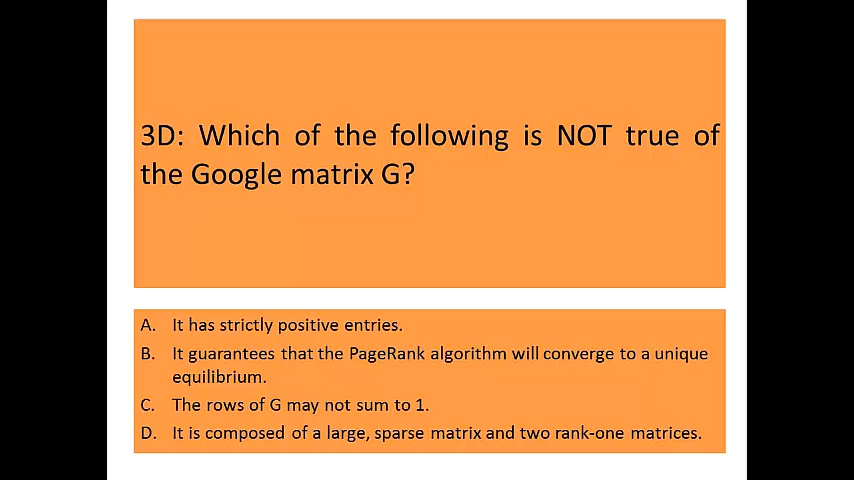 3D: Which of the following is NOT true of
the Google matrix G?
A. It has strictly positive entries.
B. It guarantees that the PageRank algorithm will converge to a unique
equilibrium.
C. The rows of G may not sum to 1.
D. It is composed of a large, sparse matrix and two rank-one matrices.